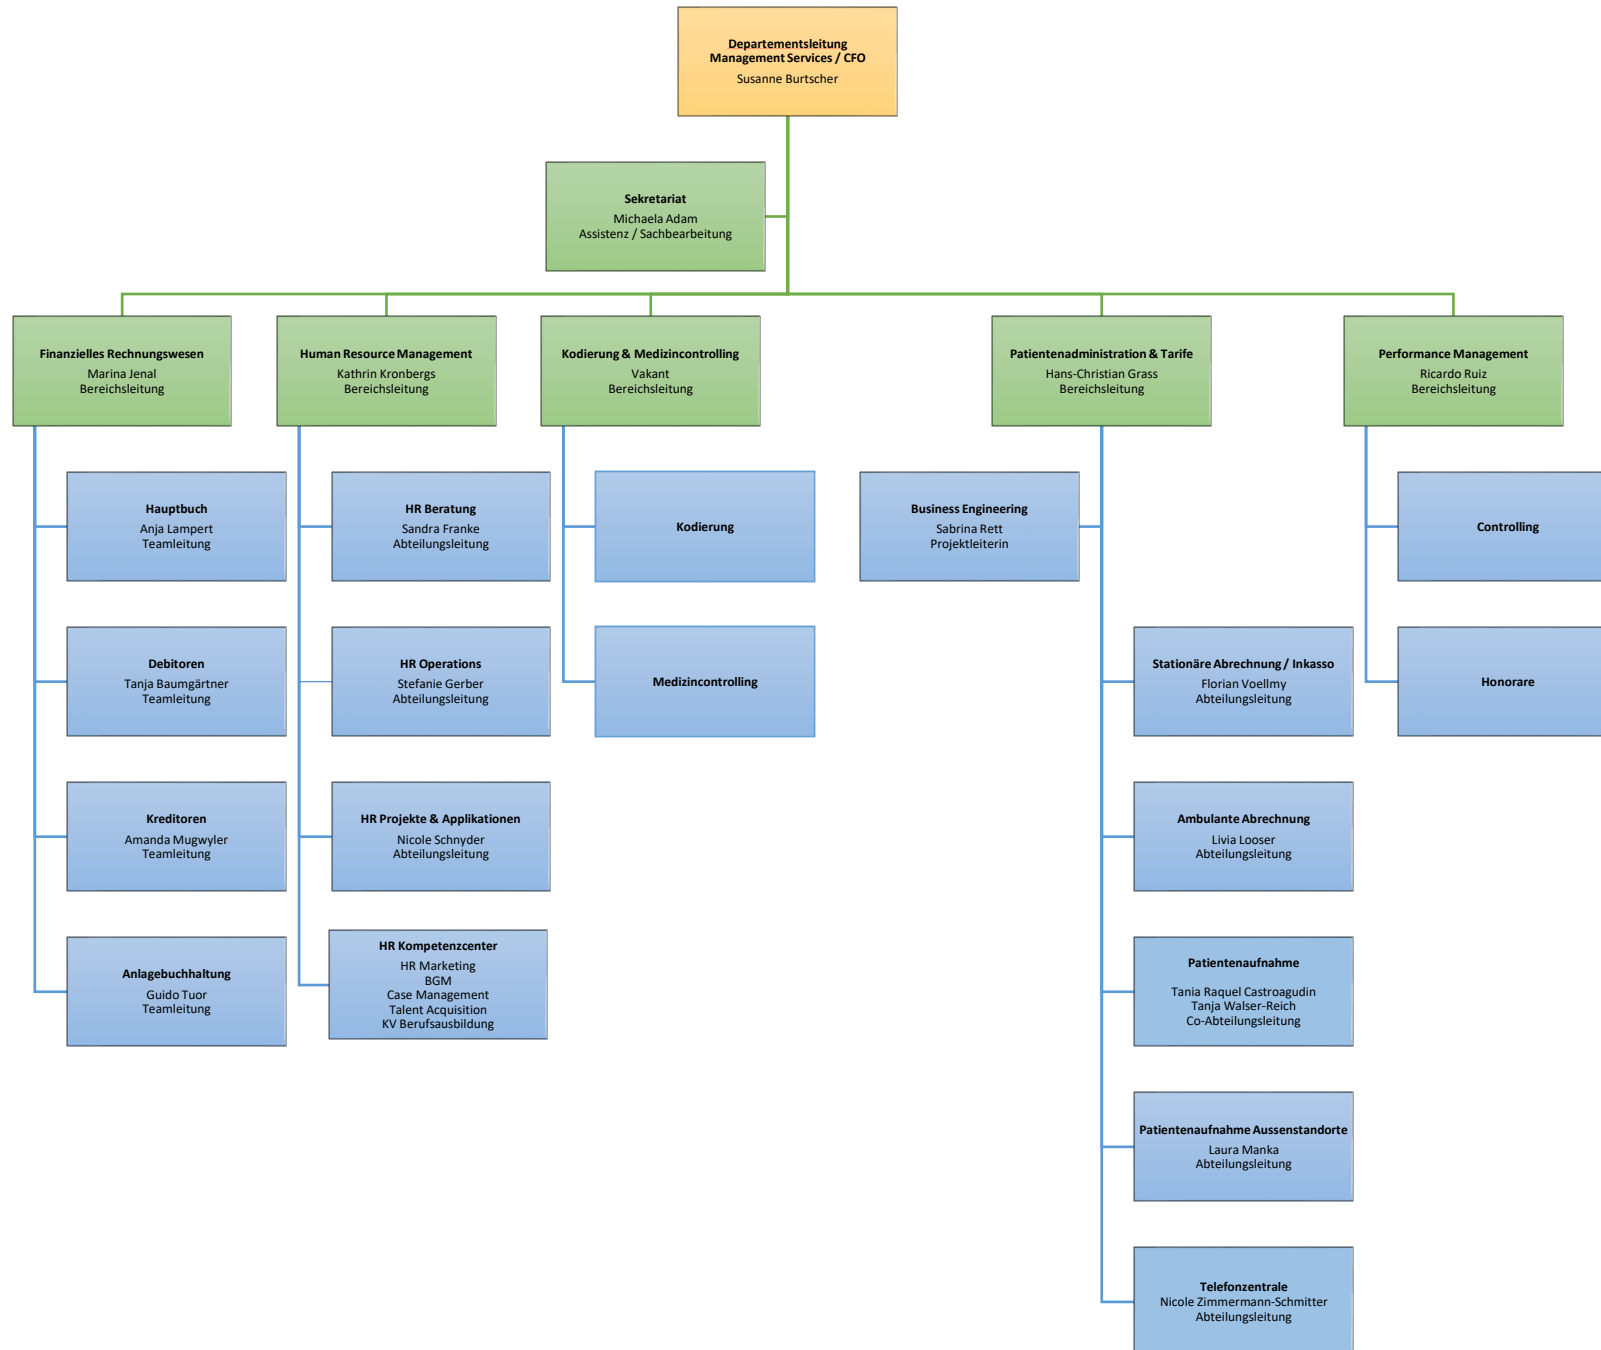 Departementsleitung
Management Services / CFO
Susanne Burtscher
Sekretariat
Michaela Adam
Assistenz / Sachbearbeitung
Finanzielles Rechnungswesen
Marina Jenal
Bereichsleitung
Human Resource Management
Kathrin Kronbergs
Bereichsleitung
Kodierung & Medizincontrolling
Vakant
Bereichsleitung
Patientenadministration & Tarife
Hans-Christian Grass
Bereichsleitung
Performance Management
Ricardo Ruiz
Bereichsleitung
Hauptbuch
Anja Lampert
Teamleitung
HR Beratung
Sandra Franke
Abteilungsleitung
Kodierung
Business Engineering
Sabrina Rett
Projektleiterin
Controlling
Debitoren
Tanja Baumgärtner
Teamleitung
HR Operations
Stefanie Gerber
Abteilungsleitung
Medizincontrolling
Stationäre Abrechnung / Inkasso
Florian Voellmy
Abteilungsleitung
Honorare
Kreditoren
Amanda Mugwyler
Teamleitung
HR Projekte & Applikationen
Nicole Schnyder
Abteilungsleitung
Ambulante Abrechnung
Livia Looser
Abteilungsleitung
Anlagebuchhaltung
Guido Tuor
Teamleitung
HR Kompetenzcenter
HR Marketing
BGM
Case Management
Talent Acquisition
KV Berufsausbildung
Patientenaufnahme
Tania Raquel Castroagudin
Tanja Walser-Reich
Co-Abteilungsleitung
Patientenaufnahme Aussenstandorte
Laura Manka
Abteilungsleitung
Telefonzentrale
Nicole Zimmermann-Schmitter
Abteilungsleitung